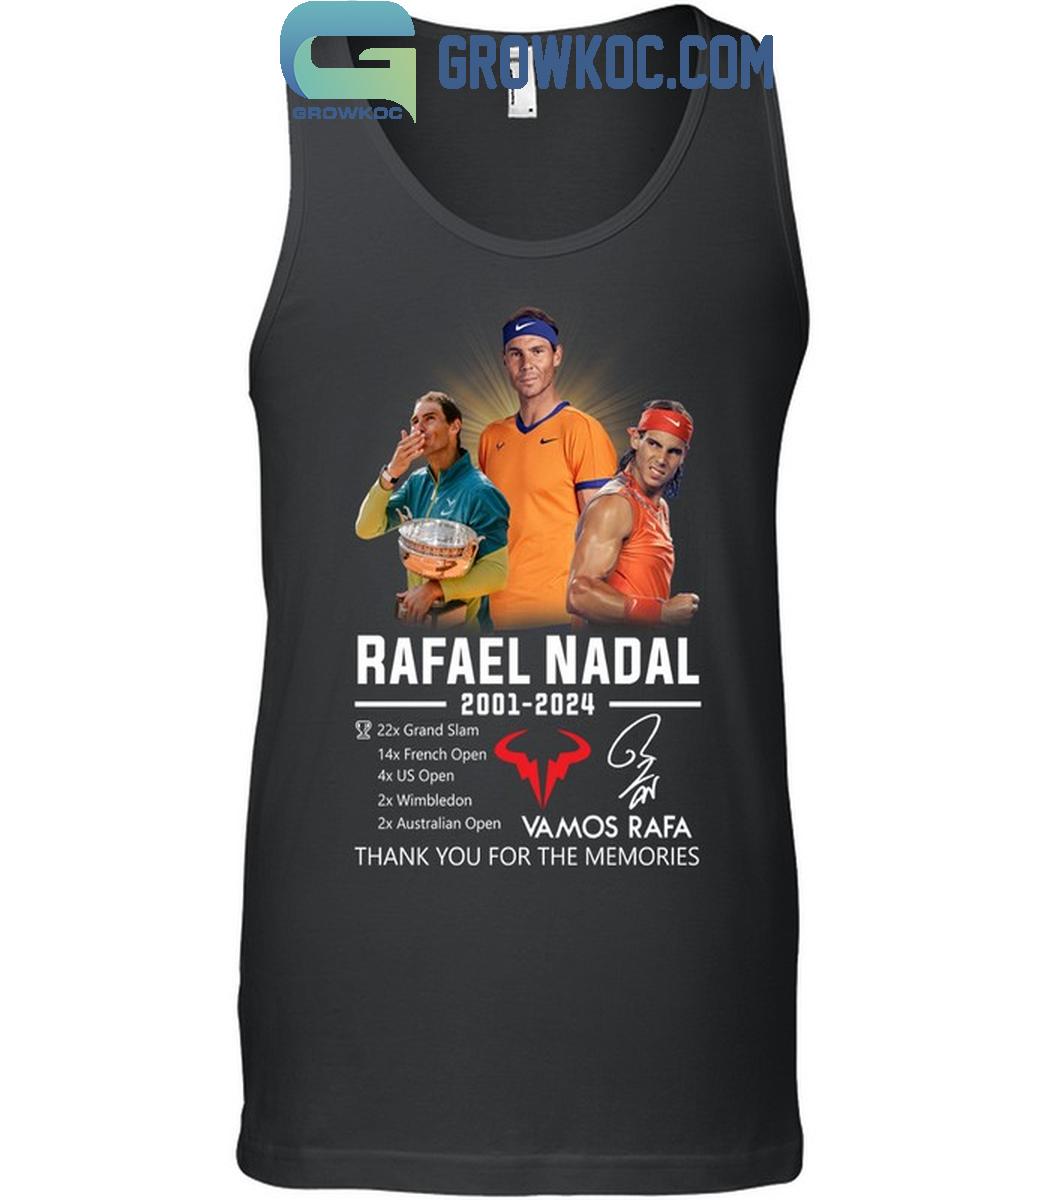 GROWKOC
GROWKOC.COM
RAFAEL NADAL
2001-2024
22x Grand Slam
14x French Open
4x US Open
2x Wimbledon
2x Australian Open
VAMOS RAFA
THANK YOU FOR THE MEMORIES